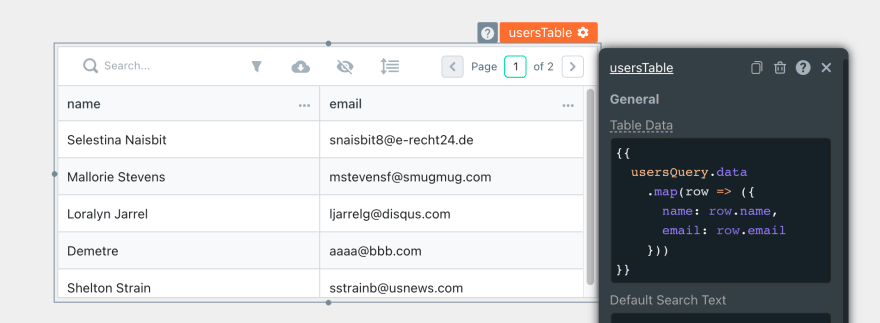 usersTable
Search...
Page 1 of 2
name ... email ...
Selestina Naisbit snaisbit8@e-recht24.de
Mallorie Stevens mstevensf@smugmug.com
Loralyn Jarrel ljarrelg@disqus.com
Demetre aaaa@bbb.com
Shelton Strain sstrainb@usnews.com
usersTable
General
Table Data
{{
usersQuery.data
.map(row => ({
name: row.name,
email: row.email
}))
}}
Default Search Text